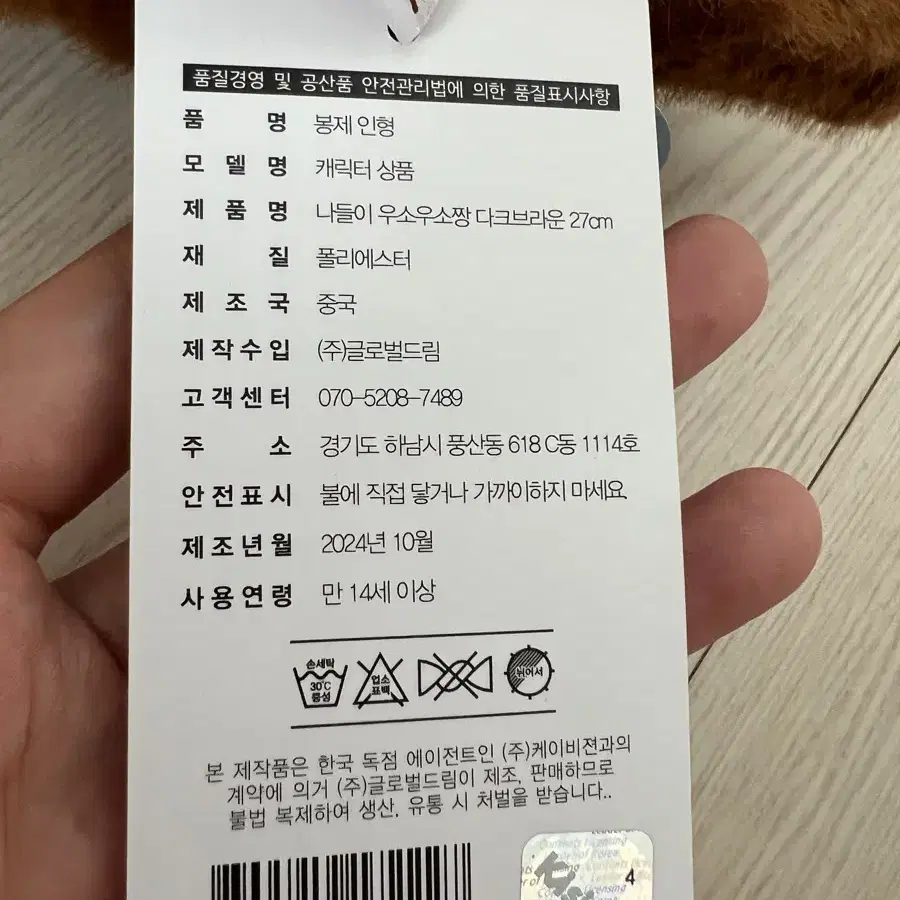 품질경영 및 공산품 안전관리법에 의한 품질표시사항
품 명 봉제 인형
모 델 명 캐릭터 상품
제 품 명 나들이 우소우소짱 다크브라운 27cm
재 질 폴리에스터
제 조 국 중국
제작수입 (주)글로벌드림
고객센터 070-5208-7489
주 소 경기도 하남시 풍산동 618 C동 1114호
안전표시 불에 직접 닿거나 가까이하지 마세요.
제조년월 2024년 10월
사용연령 만 14세 이상
손세탁
30℃
중성
염소
표백
뉘어서
본 제작품은 한국 독점 에이전트인 (주)케이비젼과의
계약에 의거 (주)글로벌드림이 제조, 판매하므로
불법 복제하여 생산, 유통 시 처벌을 받습니다..
4